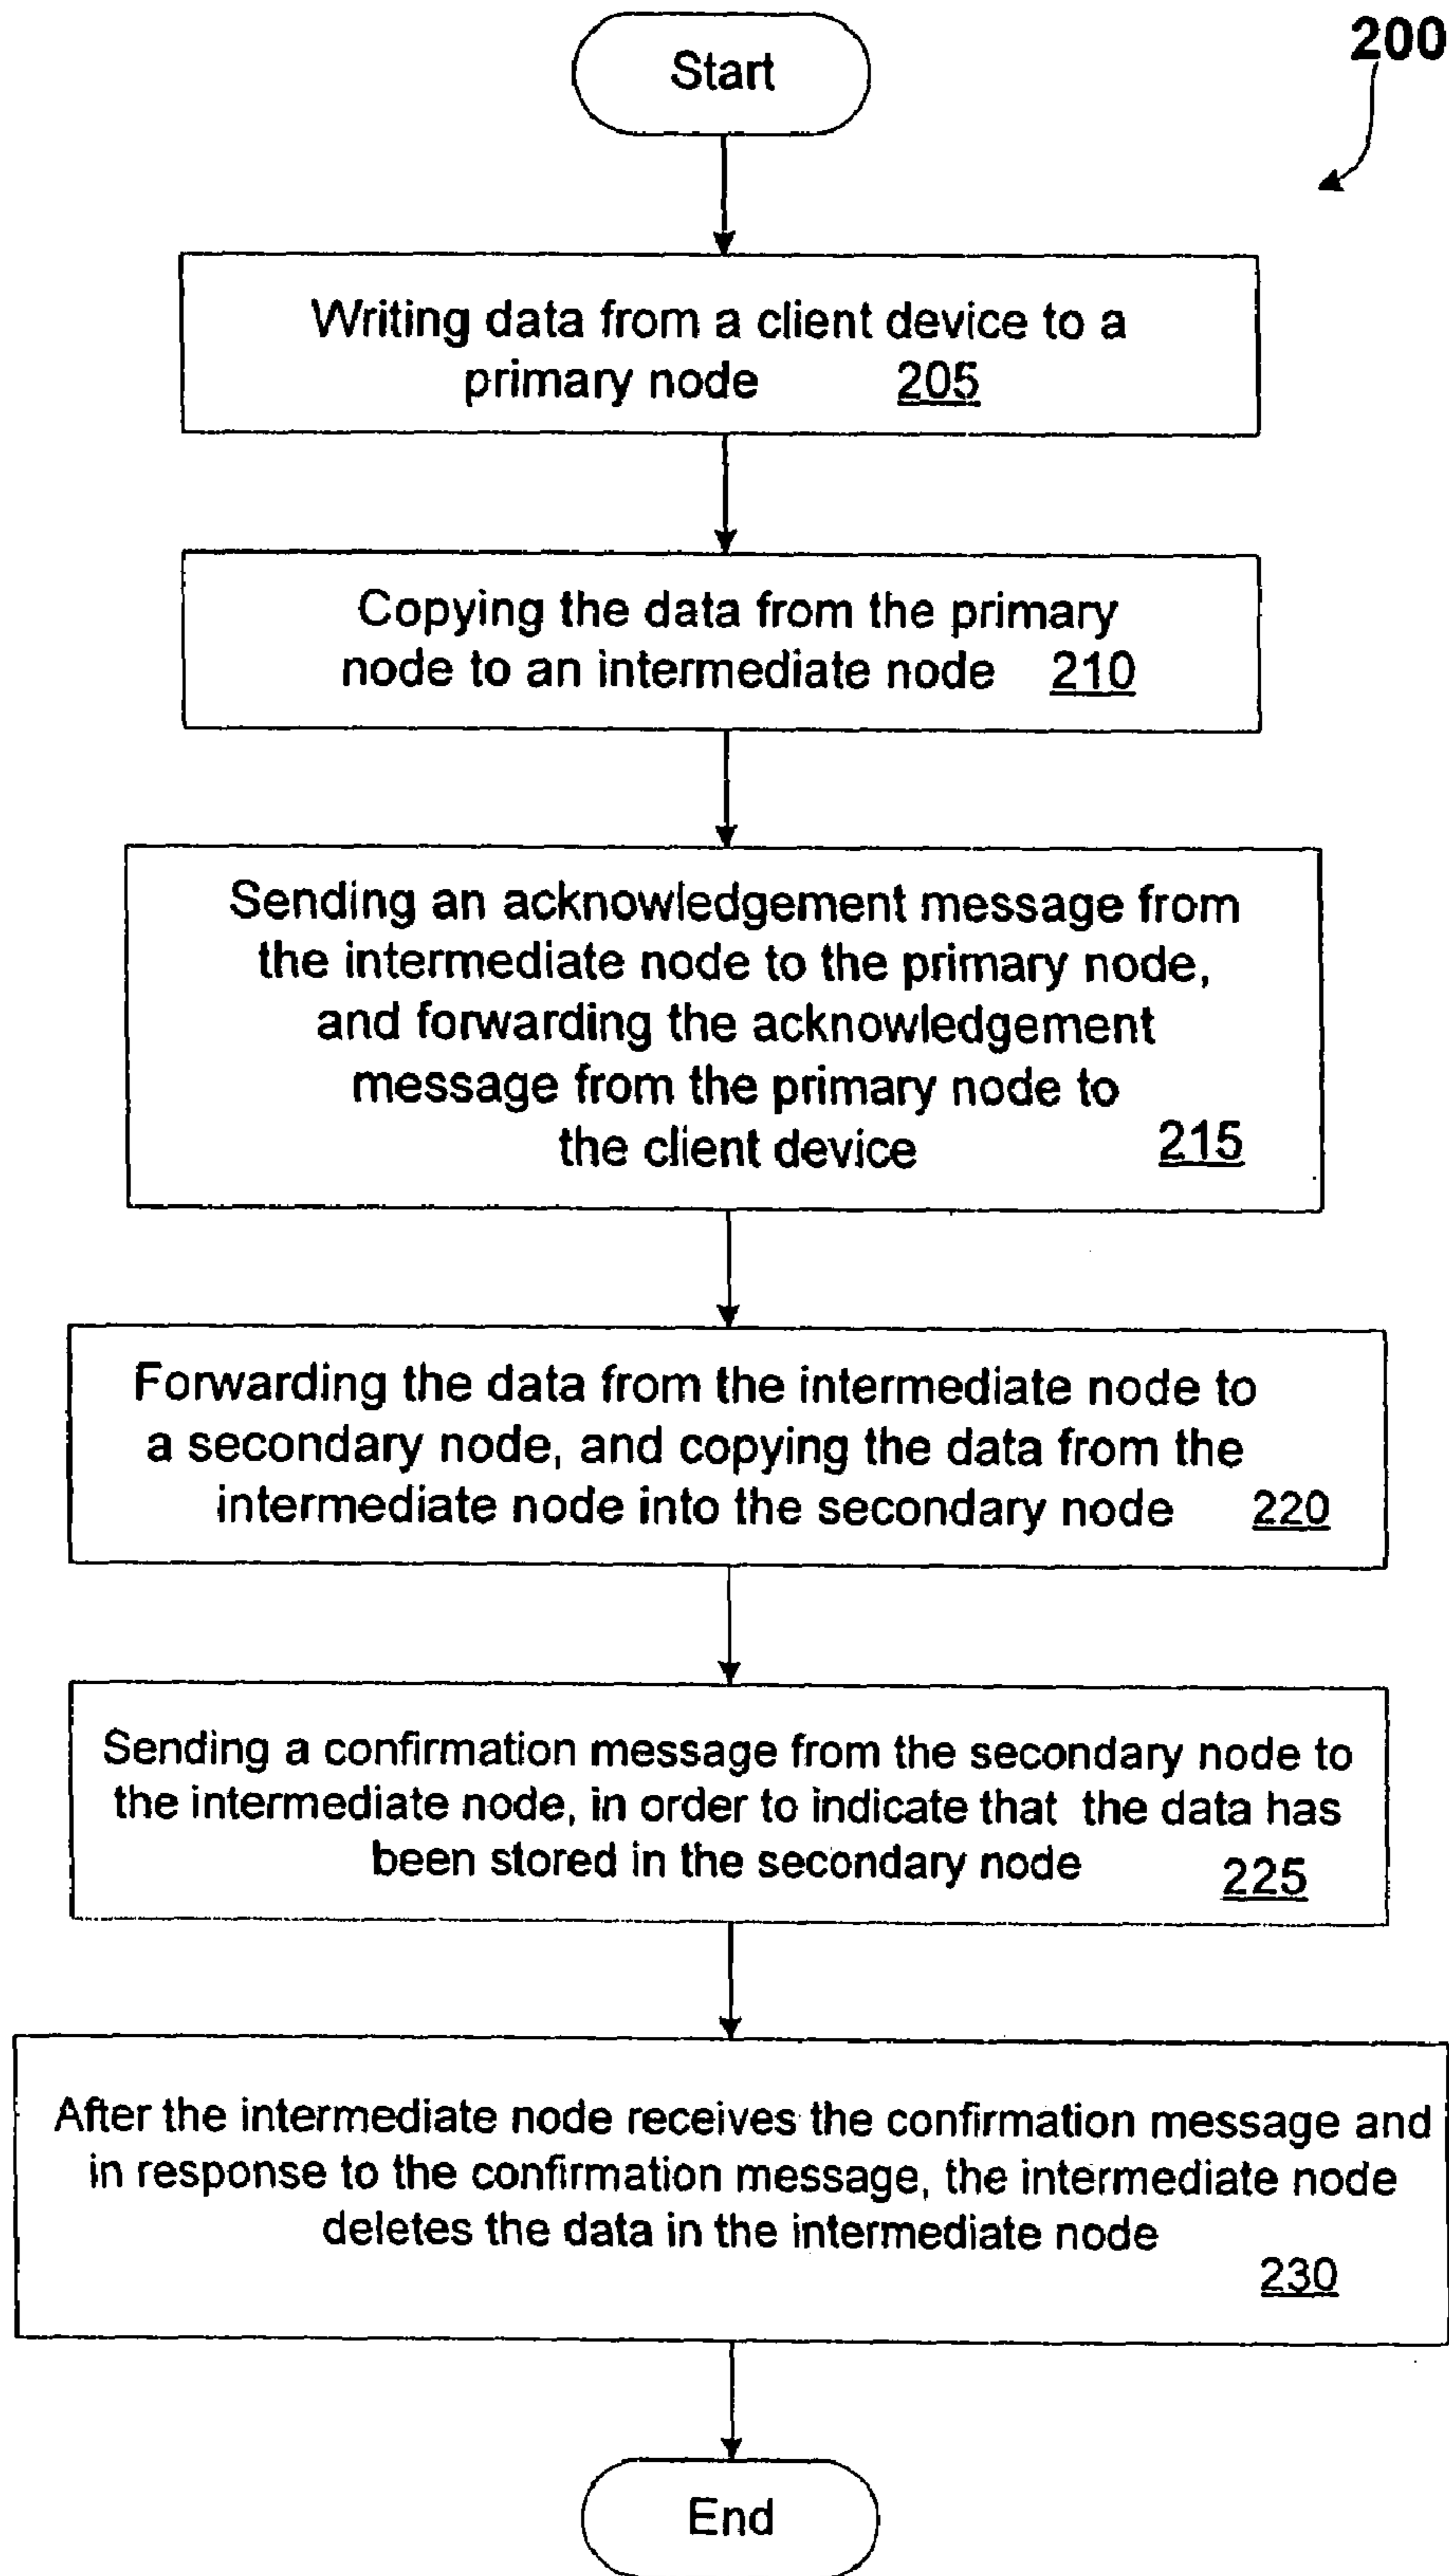 200
Start
Writing data from a client device to a
primary node 205
Copying the data from the primary
node to an intermediate node 210
Sending an acknowledgement message from
the intermediate node to the primary node,
and forwarding the acknowledgement
message from the primary node to
the client device 215
Forwarding the data from the intermediate node to
a secondary node, and copying the data from the
intermediate node into the secondary node 220
Sending a confirmation message from the secondary node to
the intermediate node, in order to indicate that the data has
been stored in the secondary node 225
After the intermediate node receives the confirmation message and
in response to the confirmation message, the intermediate node
deletes the data in the intermediate node
230
End